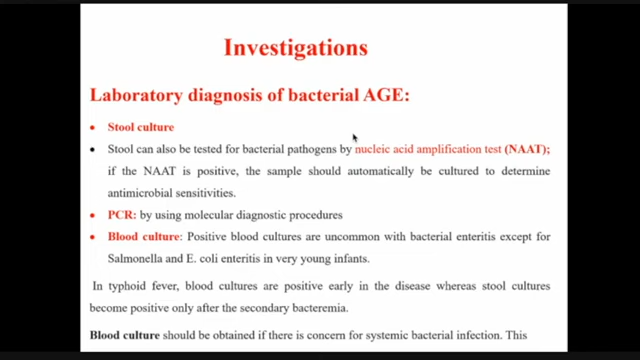 Investigations
Laboratory diagnosis of bacterial AGE:
• Stool culture
• Stool can also be tested for bacterial pathogens by nucleic acid amplification test (NAAT);
if the NAAT is positive, the sample should automatically be cultured to determine
antimicrobial sensitivities.
• PCR: by using molecular diagnostic procedures
• Blood culture: Positive blood cultures are uncommon with bacterial enteritis except for
Salmonella and E. coli enteritis in very young infants.
In typhoid fever, blood cultures are positive early in the disease whereas stool cultures
become positive only after the secondary bacteremia.
Blood culture should be obtained if there is concern for systemic bacterial infection. This